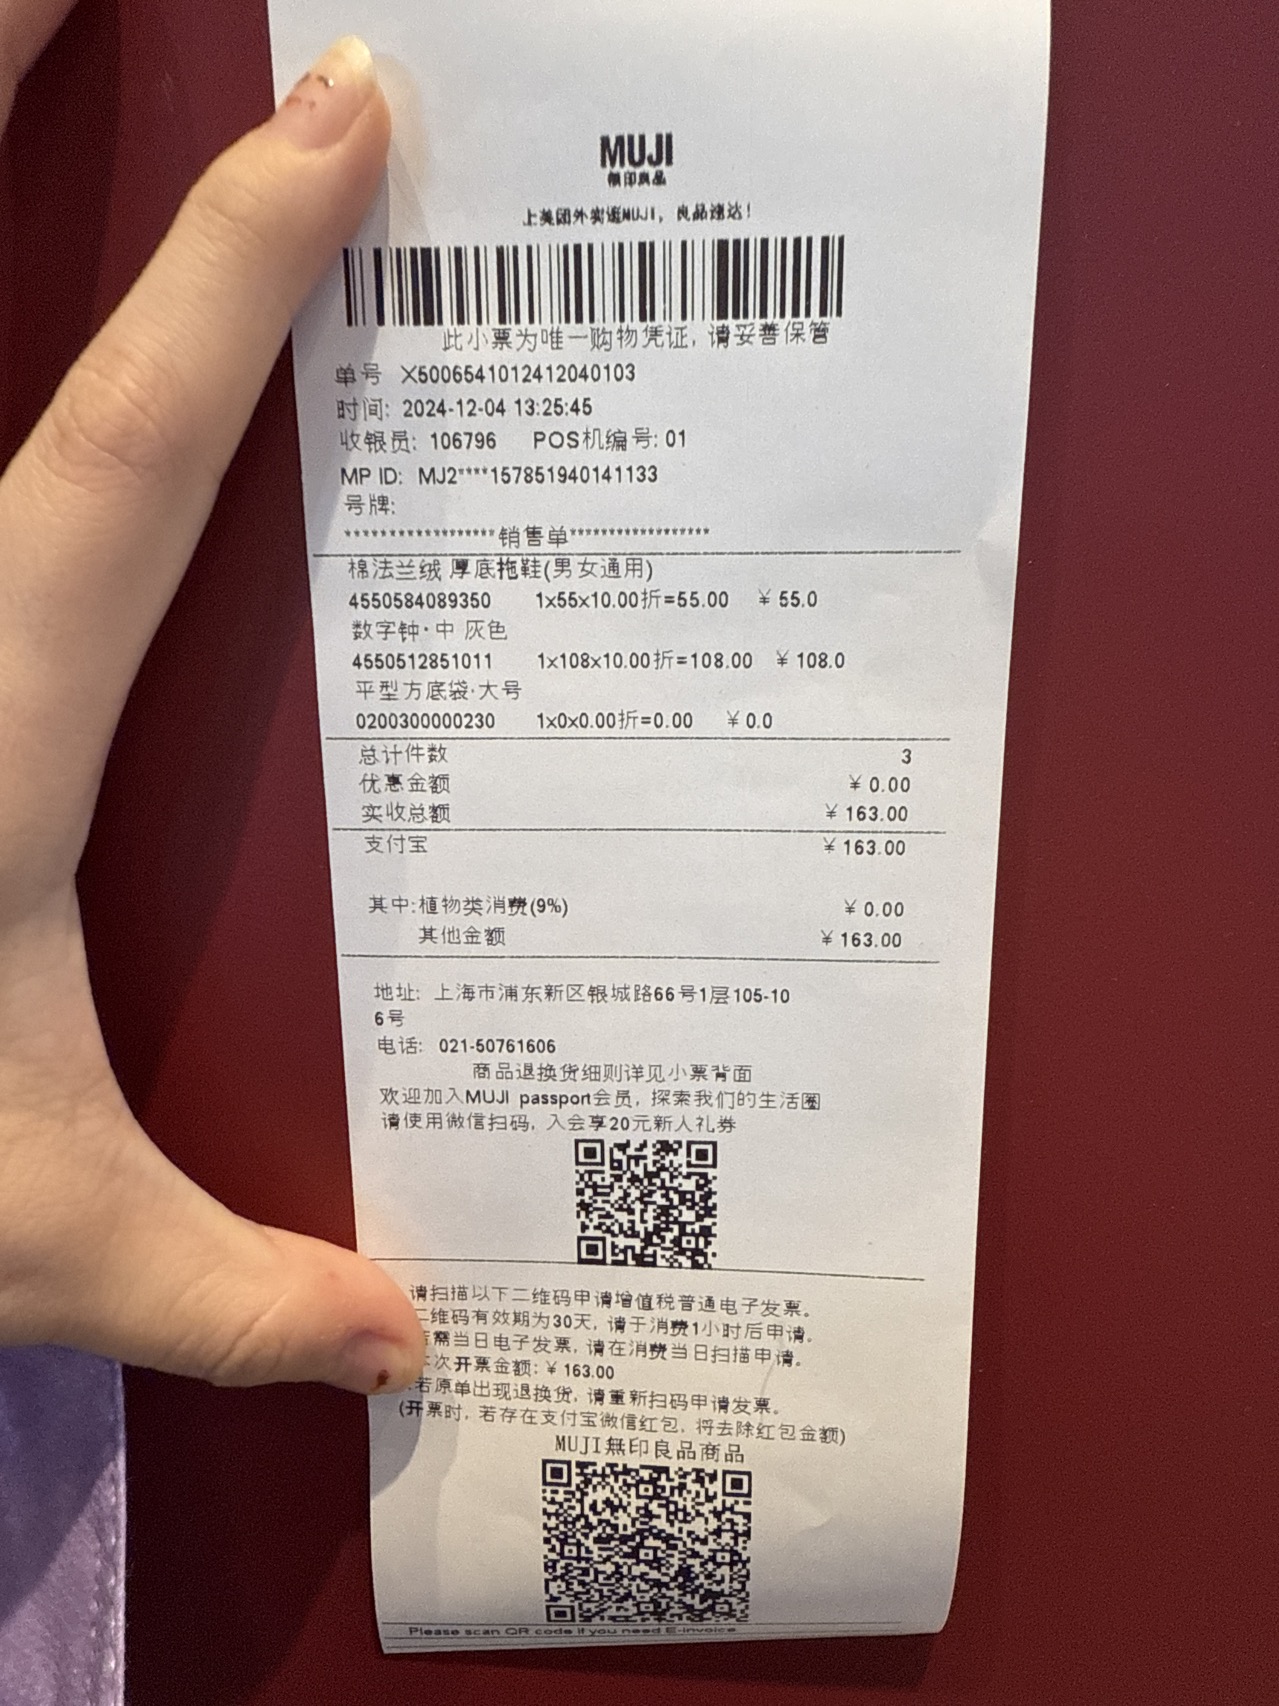 MUJI
無印良品
上美团外卖逛MUJI，良品速达！
此小票为唯一购物凭证, 请妥善保管
单号 X5006541012412040103
时间: 2024-12-04 13:25:45
收银员: 106796 POS机编号: 01
MP ID: MJ2****157851940141133
号牌:
******************销售单*****************
棉法兰绒 厚底拖鞋(男女通用)
4550584089350 1x55x10.00折=55.00 ¥ 55.0
数字钟·中 灰色
4550512851011 1x108x10.00折=108.00 ¥ 108.0
平型方底袋·大号
0200300000230 1x0x0.00折=0.00 ¥ 0.0
总计件数 3
优惠金额 ¥ 0.00
实收总额 ¥ 163.00
支付宝 ¥ 163.00
其中:植物类消费(9%) ¥ 0.00
其他金额 ¥ 163.00
地址: 上海市浦东新区银城路66号1层105-10
6号
电话: 021-50761606
商品退换货细则详见小票背面
欢迎加入MUJI passport会员, 探索我们的生活圈
请使用微信扫码, 入会享20元新人礼券
请扫描以下二维码申请增值税普通电子发票。
二维码有效期为30天, 请于消费1小时后申请。
需当日电子发票, 请在消费当日扫描申请。
本次开票金额: ¥ 163.00
若原单出现退换货, 请重新扫码申请发票。
(开票时, 若存在支付宝微信红包, 将去除红包金额)
MUJI無印良品商品
Please scan QR code if you need E-invoice